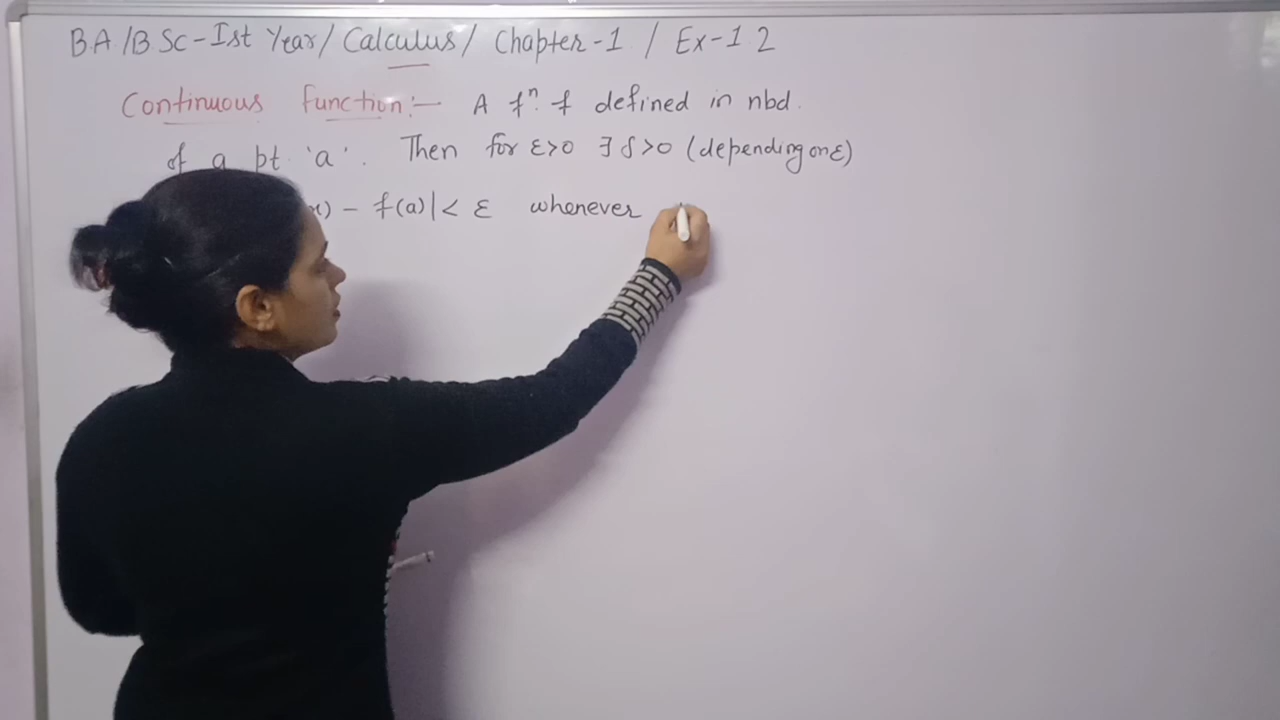 B.A/B Sc-Ist Year/ Calculus/ Chapter-1 / Ex-1.2
Continuous Function:- A fⁿ. f defined in nbd.
of a pt 'a'. Then for ε>0 ∃ δ>0 (depending on ε)
) - f(a)|< ε whenever